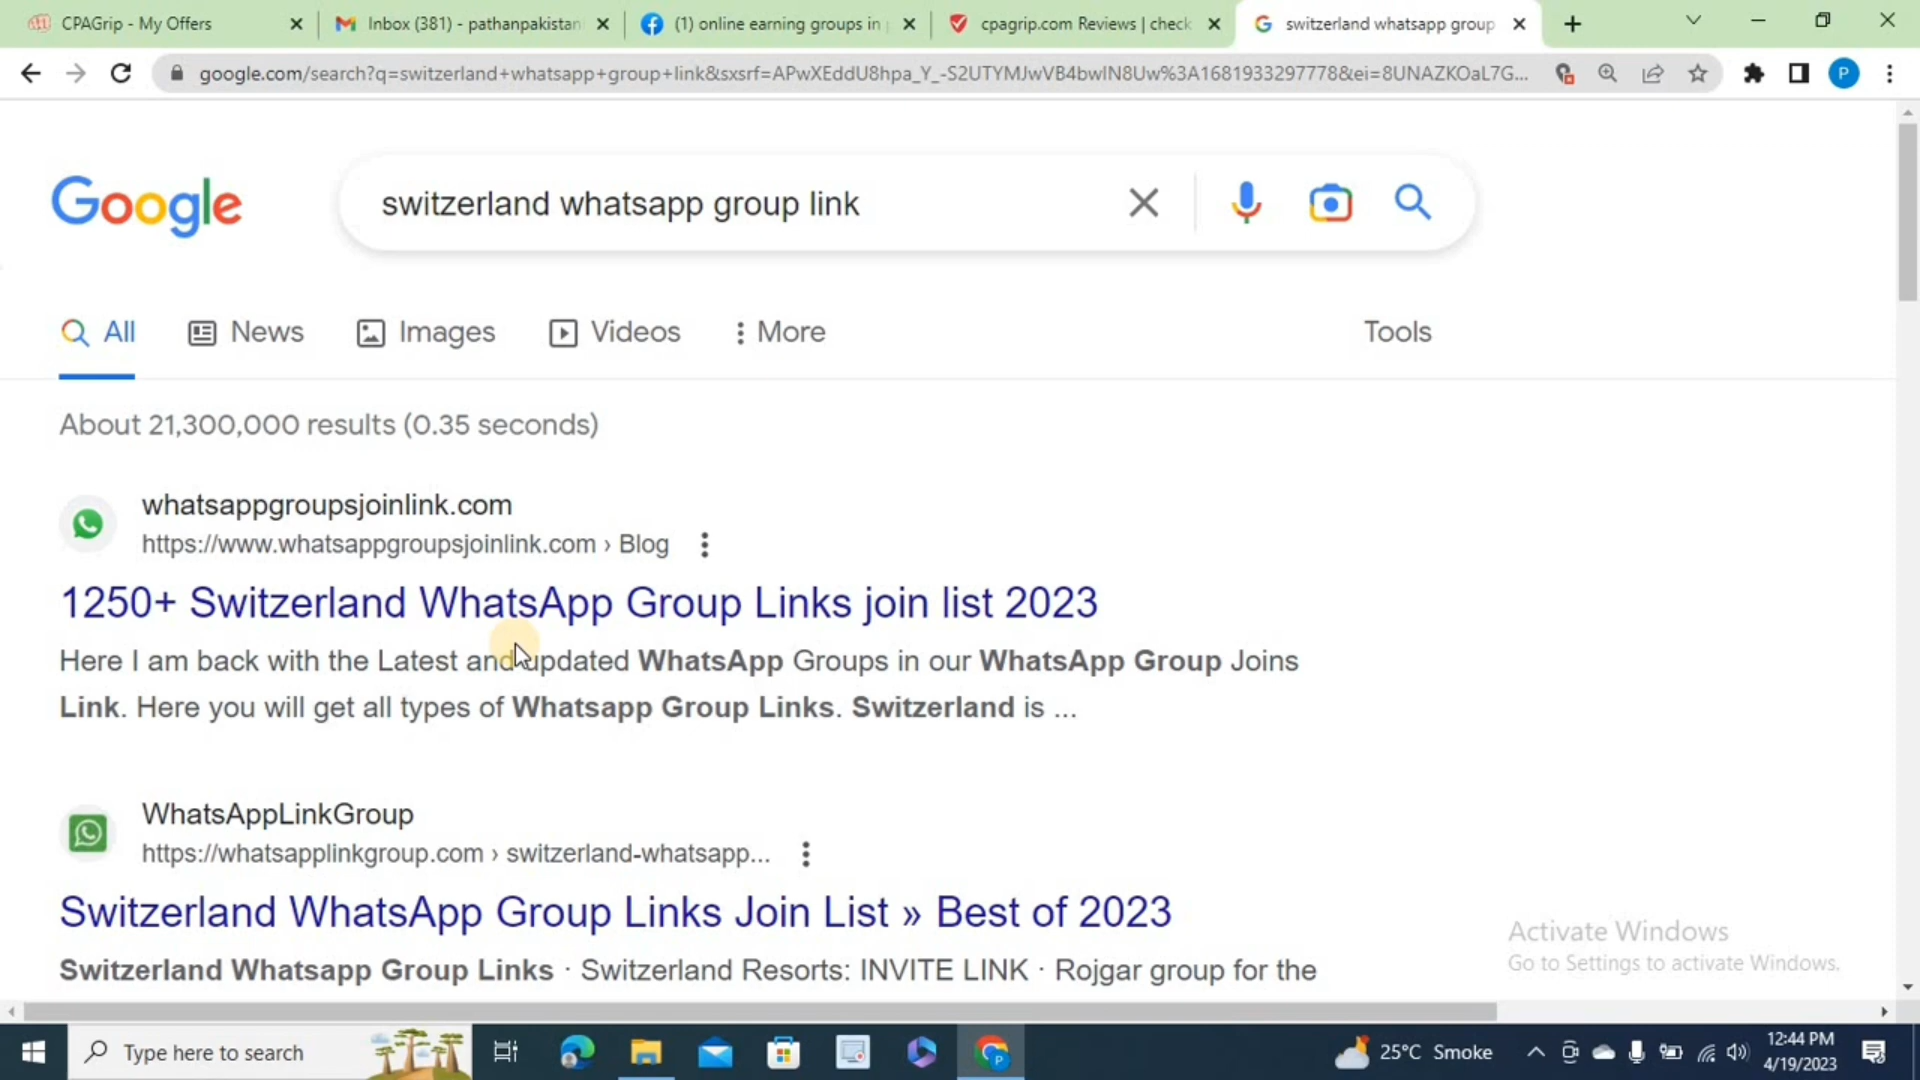 CPAGrip - My Offers
Inbox (381) - pathanpakistan
(1) online earning groups in p
cpagrip.com Reviews | check
switzerland whatsapp group
google.com/search?q=switzerland+whatsapp+group+link&sxsrf=APwXEddU8hpa_Y_-S2UTYMJwVB4bwIN8Uw%3A1681933297778&ei=8UNAZKOaL7G...
P
Google
switzerland whatsapp group link
All
News
Images
Videos
More
Tools
About 21,300,000 results (0.35 seconds)
whatsappgroupsjoinlink.com
https://www.whatsappgroupsjoinlink.com › Blog
1250+ Switzerland WhatsApp Group Links join list 2023
Here I am back with the Latest and updated WhatsApp Groups in our WhatsApp Group Joins
Link. Here you will get all types of Whatsapp Group Links. Switzerland is ...
WhatsAppLinkGroup
https://whatsapplinkgroup.com › switzerland-whatsapp...
Switzerland WhatsApp Group Links Join List » Best of 2023
Switzerland Whatsapp Group Links · Switzerland Resorts: INVITE LINK · Rojgar group for the
Activate Windows
Go to Settings to activate Windows.
Type here to search
25°C Smoke
12:44 PM
4/19/2023